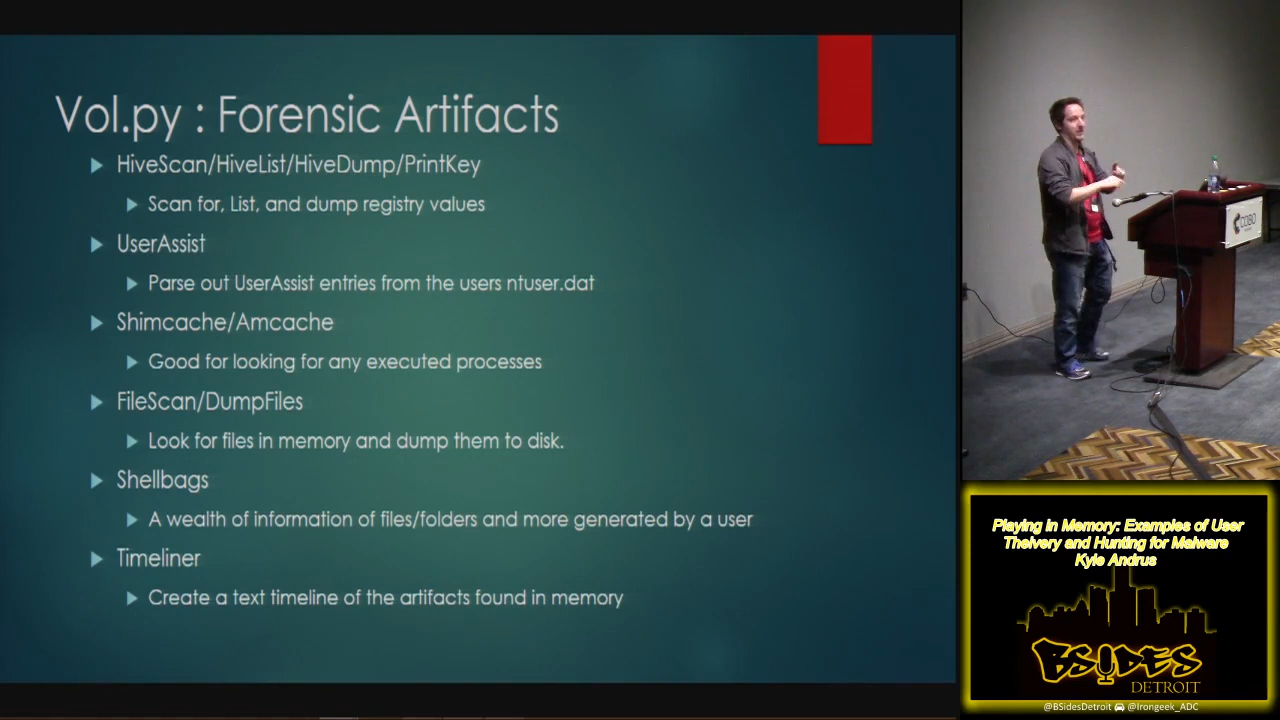 Vol.py : Forensic Artifacts
HiveScan/HiveList/HiveDump/PrintKey
Scan for, List, and dump registry values
UserAssist
Parse out UserAssist entries from the users ntuser.dat
Shimcache/Amcache
Good for looking for any executed processes
FileScan/DumpFiles
Look for files in memory and dump them to disk.
Shellbags
A wealth of information of files/folders and more generated by a user
Timeliner
Create a text timeline of the artifacts found in memory
COBO
Playing in Memory: Examples of User
Theivery and Hunting for Malware
Kyle Andrus
BSIDES
DETROIT
@BSidesDetroit @Irongeek_ADC